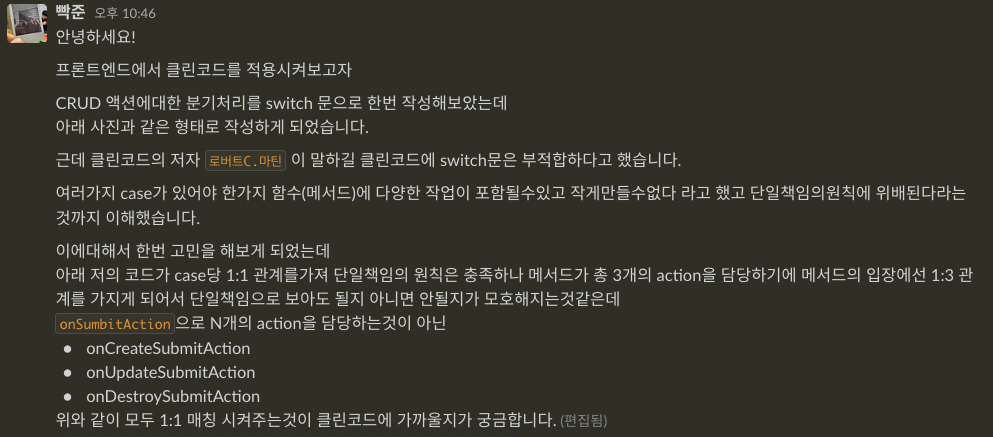 빡준 오후 10:46
안녕하세요!
프론트엔드에서 클린코드를 적용시켜보고자
CRUD 액션에대한 분기처리를 switch 문으로 한번 작성해보았는데
아래 사진과 같은 형태로 작성하게 되었습니다.
근데 클린코드의 저자 로버트C.마틴 이 말하길 클린코드에 switch문은 부적합하다고 했습니다.
여러가지 case가 있어야 한가지 함수(메서드)에 다양한 작업이 포함될수있고 작게만들수없다 라고 했고 단일책임의원칙에 위배된다라는
것까지 이해했습니다.
이에대해서 한번 고민을 해보게 되었는데
아래 저의 코드가 case당 1:1 관계를가져 단일책임의 원칙은 충족하나 메서드가 총 3개의 action을 담당하기에 메서드의 입장에선 1:3 관
계를 가지게 되어서 단일책임으로 보아도 될지 아니면 안될지가 모호해지는것같은데
onSumbitAction 으로 N개의 action을 담당하는것이 아닌
• onCreateSubmitAction
• onUpdateSubmitAction
• onDestroySubmitAction
위와 같이 모두 1:1 매칭 시켜주는것이 클린코드에 가까울지가 궁금합니다. (편집됨)